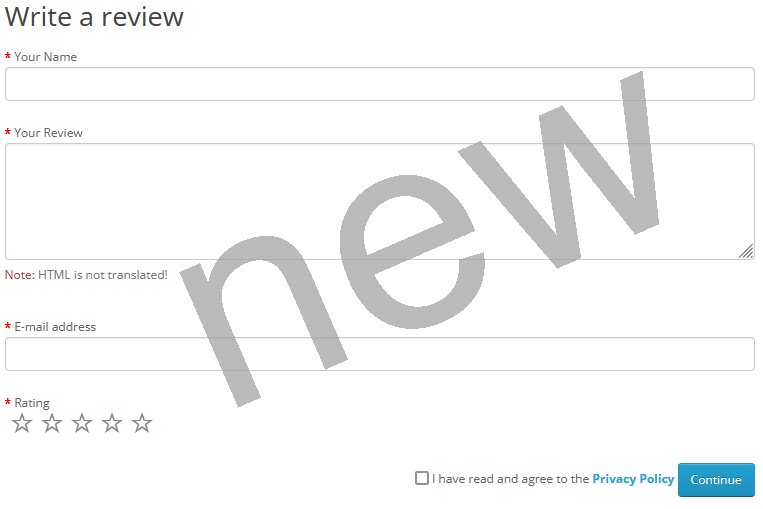 Write a review
* Your Name
* Your Review
Note: HTML is not translated!
* E-mail address
* Rating
I have read and agree to the Privacy Policy
Continue
new